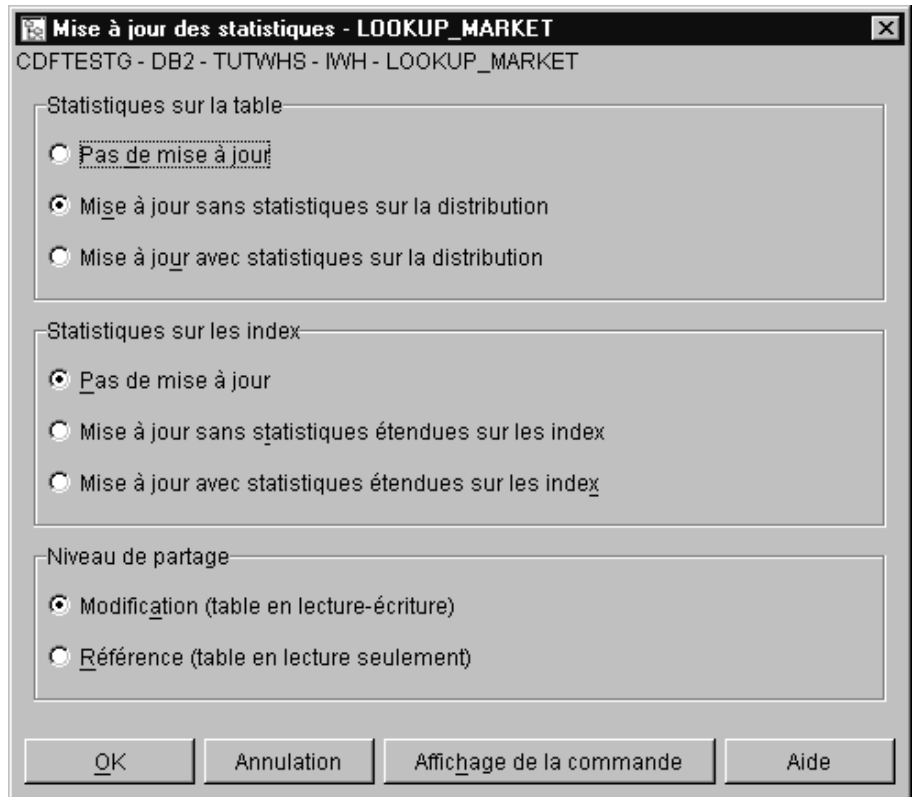 Mise à jour des statistiques - LOOKUP_MARKET
CDFTESTG - DB2 - TUTWHS - IWH - LOOKUP_MARKET
Statistiques sur la table
Pas de mise à jour
Mise à jour sans statistiques sur la distribution
Mise à jour avec statistiques sur la distribution
Statistiques sur les index
Pas de mise à jour
Mise à jour sans statistiques étendues sur les index
Mise à jour avec statistiques étendues sur les index
Niveau de partage
Modification (table en lecture-écriture)
Référence (table en lecture seulement)
OK Annulation Affichage de la commande Aide